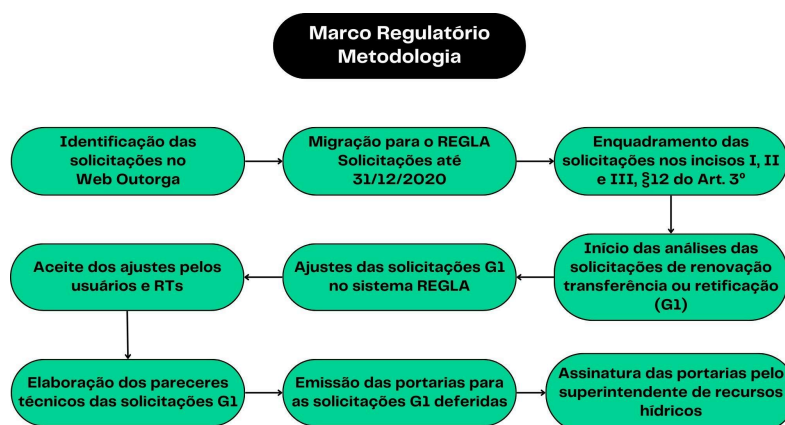 Marco Regulatório
Metodologia
Identificação das
solicitações no
Web Outorga
Migração para o REGLA
Solicitações até
31/12/2020
Enquadramento das
solicitações nos incisos I, II
e III, §12 do Art. 3º
Início das análises das
solicitações de renovação
transferência ou retificação
(G1)
Ajustes das solicitações G1
no sistema REGLA
Aceite dos ajustes pelos
usuários e RTs
Elaboração dos pareceres
técnicos das solicitações G1
Emissão das portarias para
as solicitações G1 deferidas
Assinatura das portarias pelo
superintendente de recursos
hídricos